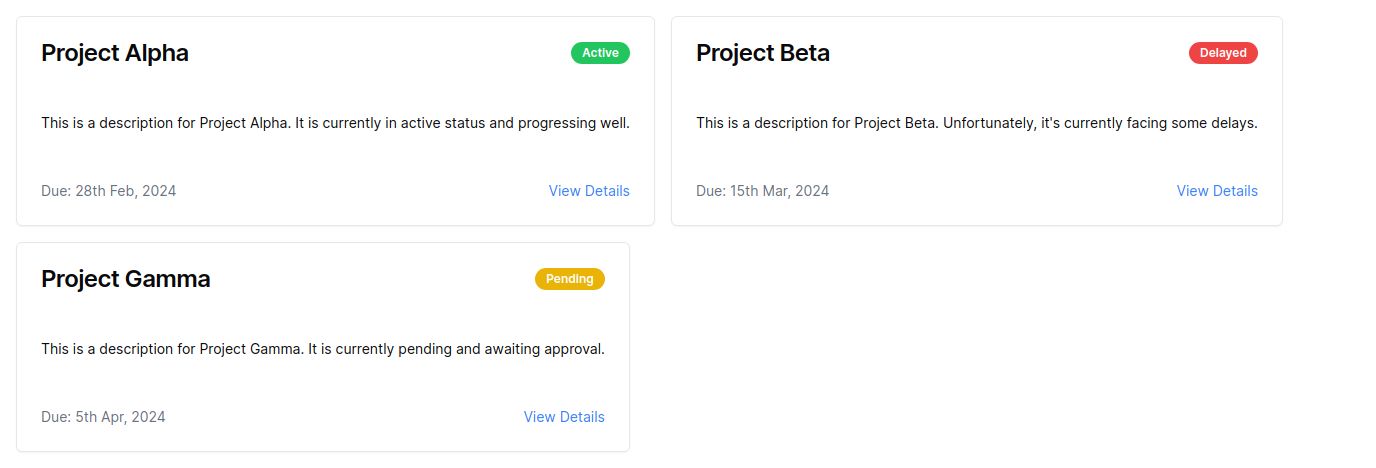 Project Alpha
Active
This is a description for Project Alpha. It is currently in active status and progressing well.
Due: 28th Feb, 2024
View Details
Project Beta
Delayed
This is a description for Project Beta. Unfortunately, it's currently facing some delays.
Due: 15th Mar, 2024
View Details
Project Gamma
Pending
This is a description for Project Gamma. It is currently pending and awaiting approval.
Due: 5th Apr, 2024
View Details